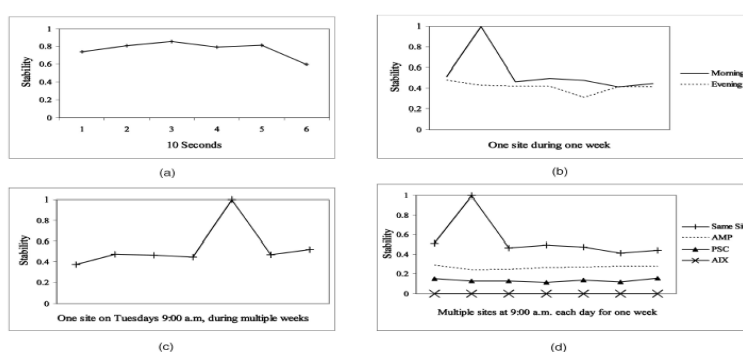 1
0.8
0.6
0.4
0.2
0
Stability
1 2 3 4 5 6
10 Seconds
(a)
1
0.8
0.6
0.4
0.2
0
Stability
Morning
Evening
One site during one week
(b)
1
0.8
0.6
0.4
0.2
0
Stability
One site on Tuesdays 9:00 a.m, during multiple weeks
(c)
1
0.8
0.6
0.4
0.2
0
Stability
Same Si
AMP
PSC
AIX
Multiple sites at 9:00 a.m. each day for one week
(d)